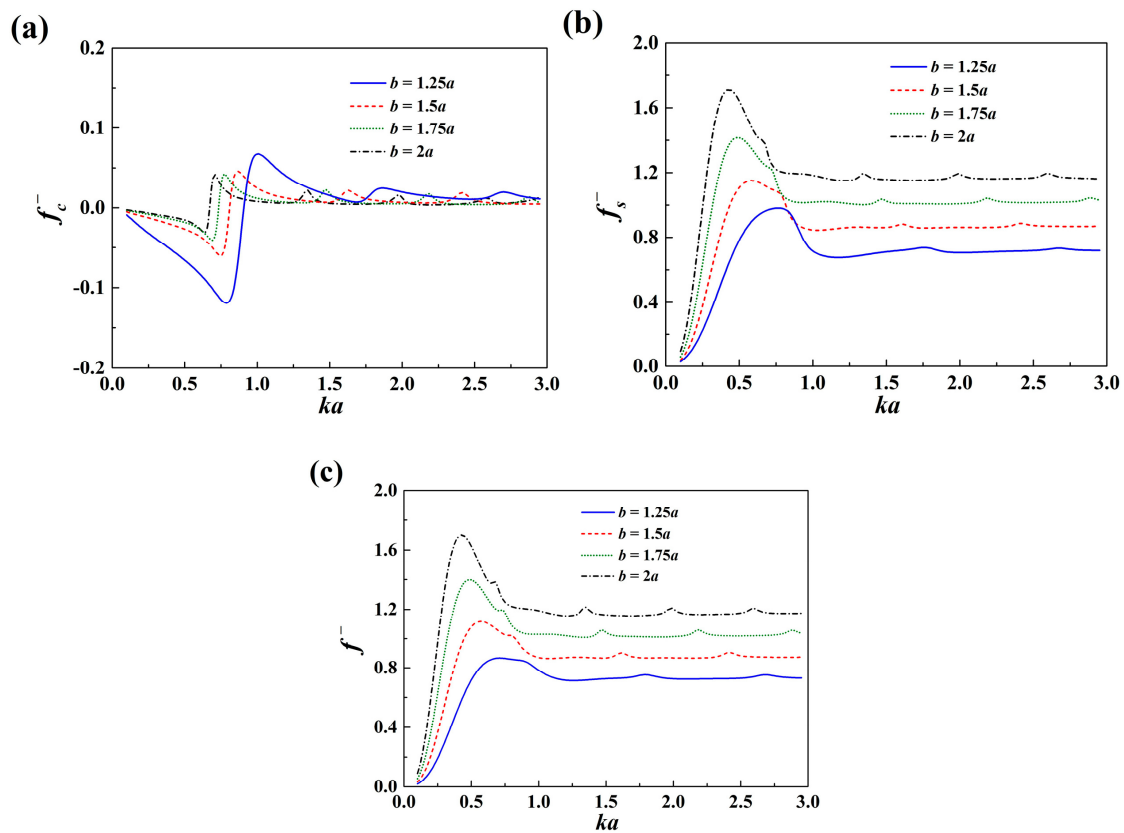 (a)
0.2
0.1
0.0
-0.1
-0.2
f_c^-
b = 1.25a
b = 1.5a
b = 1.75a
b = 2a
0.0 0.5 1.0 1.5 2.0 2.5 3.0
ka
(b)
2.0
1.6
1.2
0.8
0.4
0.0
f_s^-
b = 1.25a
b = 1.5a
b = 1.75a
b = 2a
0.0 0.5 1.0 1.5 2.0 2.5 3.0
ka
(c)
2.0
1.6
1.2
0.8
0.4
0.0
f^-
b = 1.25a
b = 1.5a
b = 1.75a
b = 2a
0.0 0.5 1.0 1.5 2.0 2.5 3.0
ka